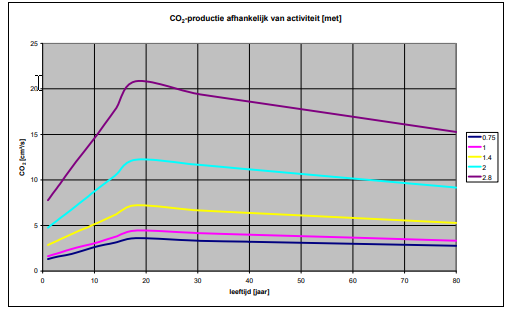 CO₂-productie afhankelijk van activiteit [met]
25
20
15
10
5
0
CO₂ [cm³/s]
0 10 20 30 40 50 60 70 80
leeftijd [jaar]
0.75
1
1.4
2
2.8